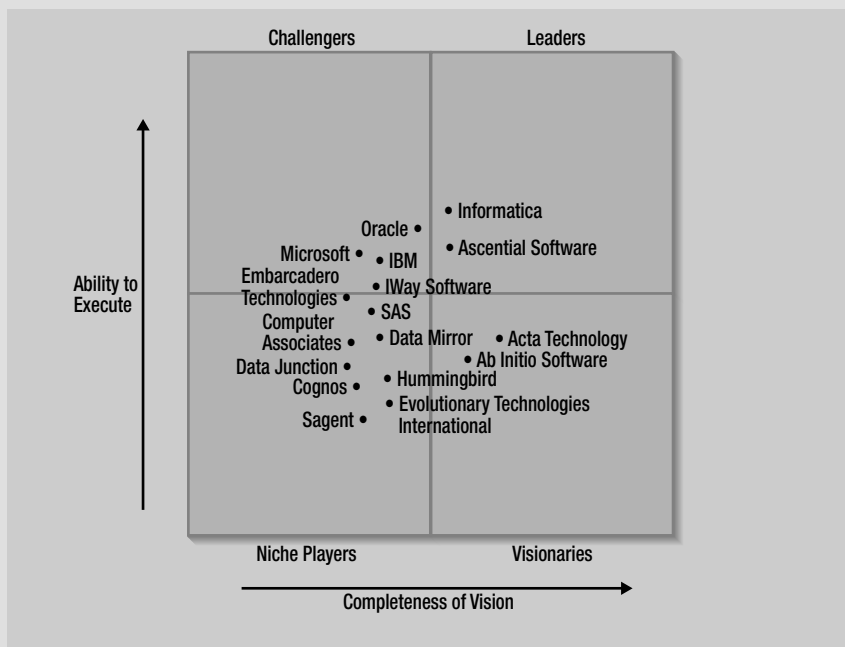 Challengers
Leaders
• Informatica
Oracle •
• Ascential Software
Microsoft •
• IBM
Ability to
Execute
Embarcadero
Technologies •
• IWay Software
• SAS
Computer
Associates •
• Data Mirror
• Acta Technology
• Ab Initio Software
Data Junction •
• Hummingbird
Cognos •
• Evolutionary Technologies
International
Sagent •
Niche Players
Visionaries
Completeness of Vision